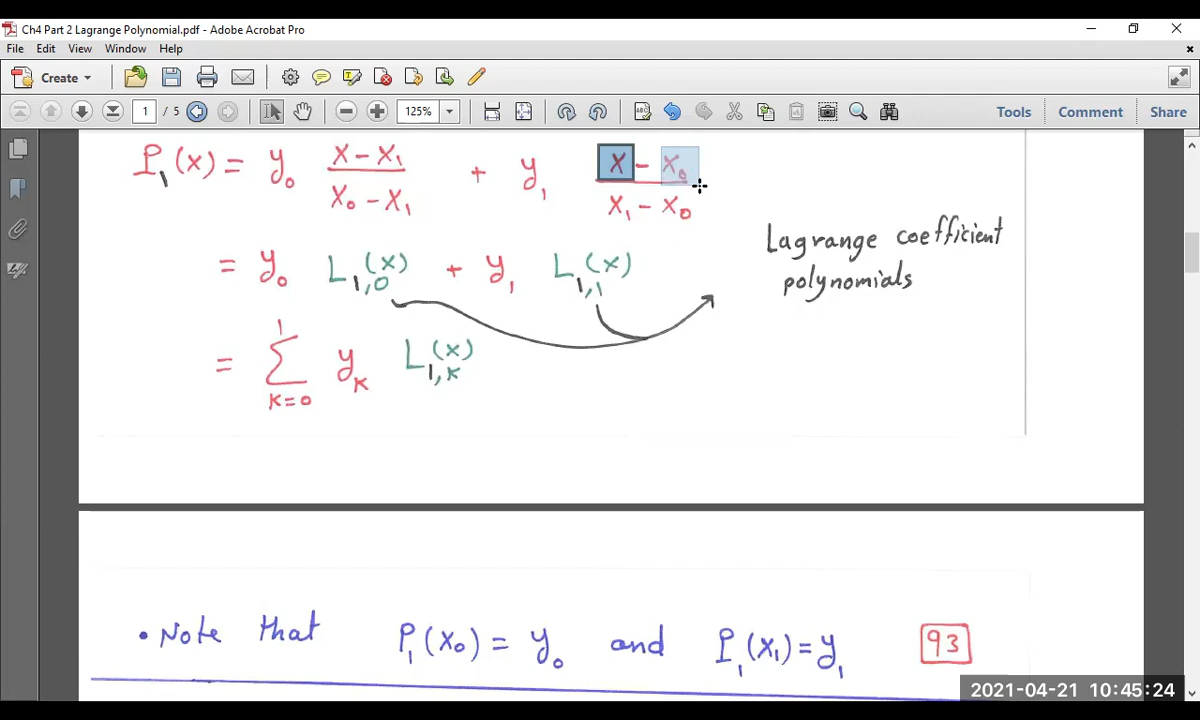 Ch4 Part 2 Lagrange Polynomial.pdf - Adobe Acrobat Pro
File Edit View Window Help
Create
1 / 5 125% Tools Comment Share
P₁(x) = y₀ (x - x₁)/(x₀ - x₁) + y₁ (x - x₀)/(x₁ - x₀)
= y₀ L₁,₀(x) + y₁ L₁,₁(x)
Lagrange coefficient
polynomials
= Σ_{k=0}^{1} y_k L_{1,k}(x)
• Note that P₁(x₀) = y₀ and P₁(x₁) = y₁ 93
2021-04-21 10:45:24